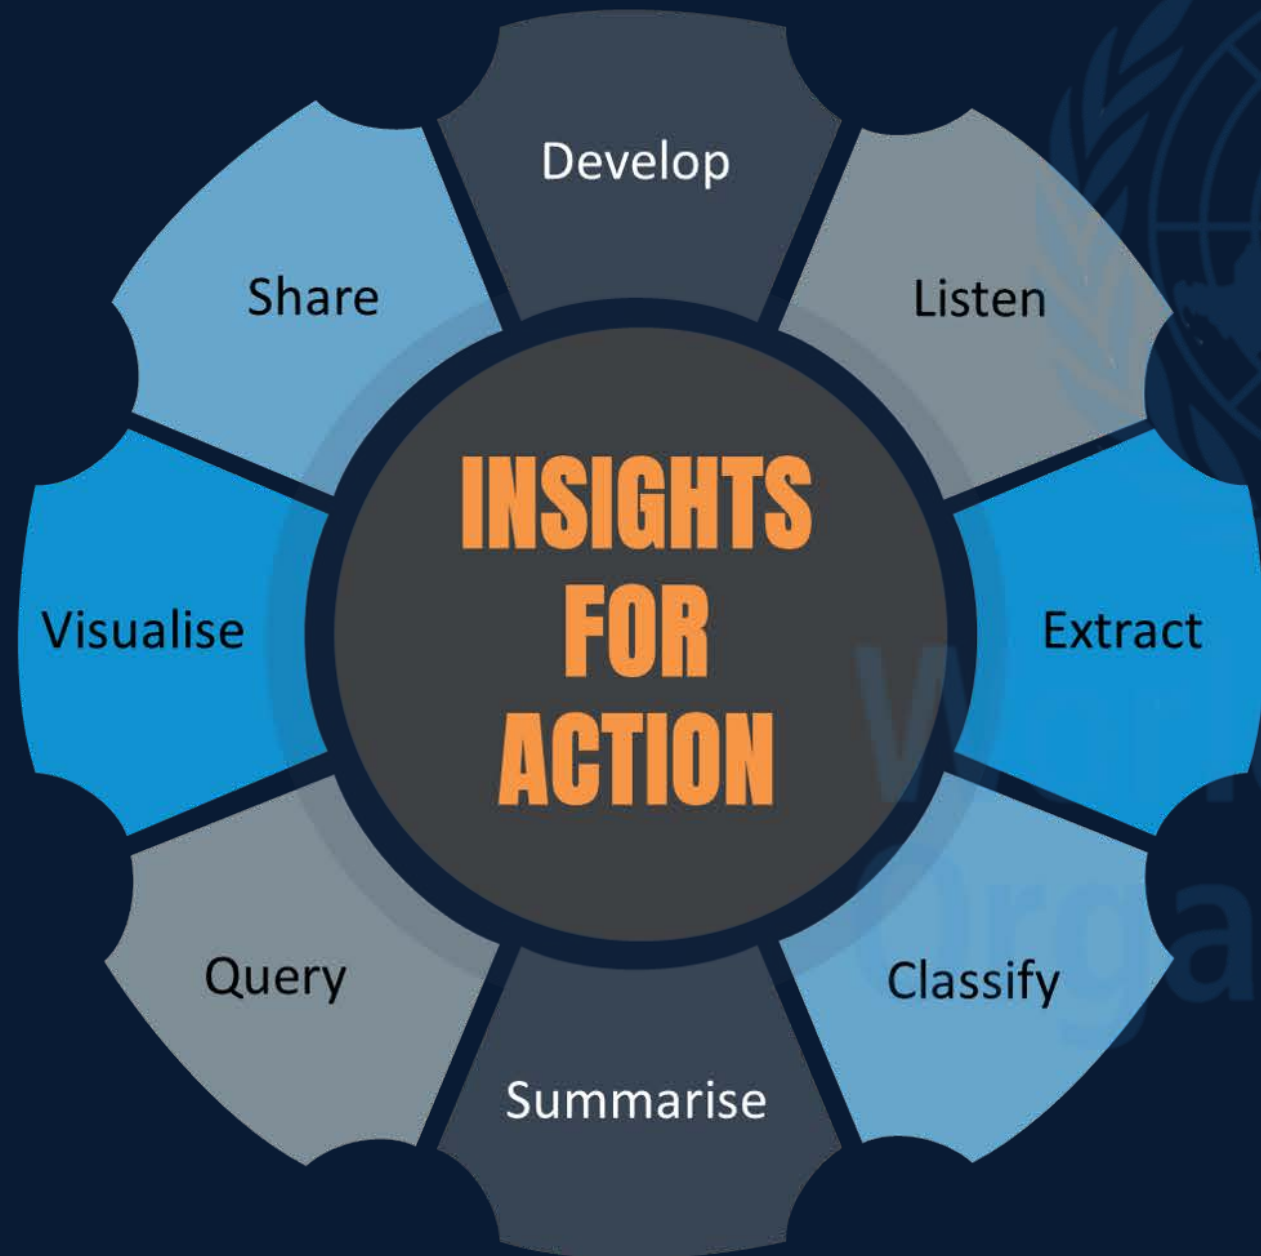 Develop
Listen
Extract
Classify
Summarise
Query
Visualise
Share
INSIGHTS
FOR
ACTION